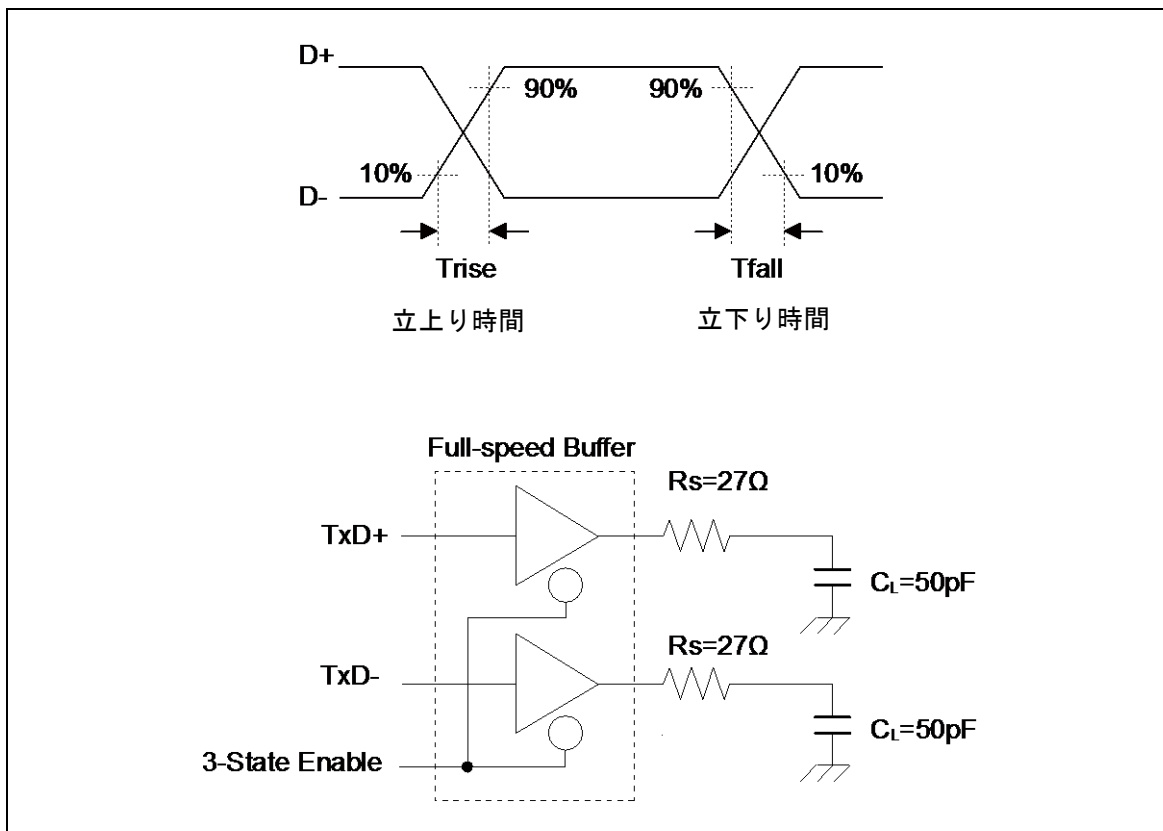 D+
90% 90%
10% 10%
D-
Trise Tfall
立上り時間 立下り時間
Full-speed Buffer
Rs=27Ω
TxD+
CL=50pF
Rs=27Ω
TxD-
CL=50pF
3-State Enable